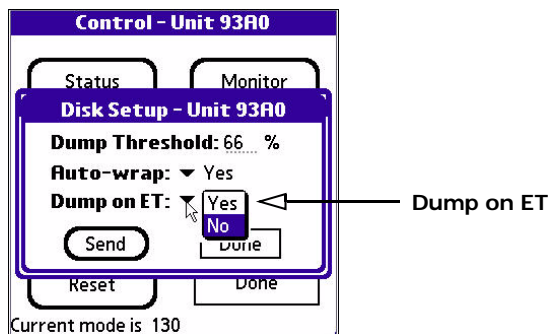 Control - Unit 93A0
Status Monitor
Disk Setup - Unit 93A0
Dump Threshold: 66 %
Auto-wrap: Yes
Dump on ET: Yes Dump on ET
No
Send Done
Reset Done
Current mode is 130